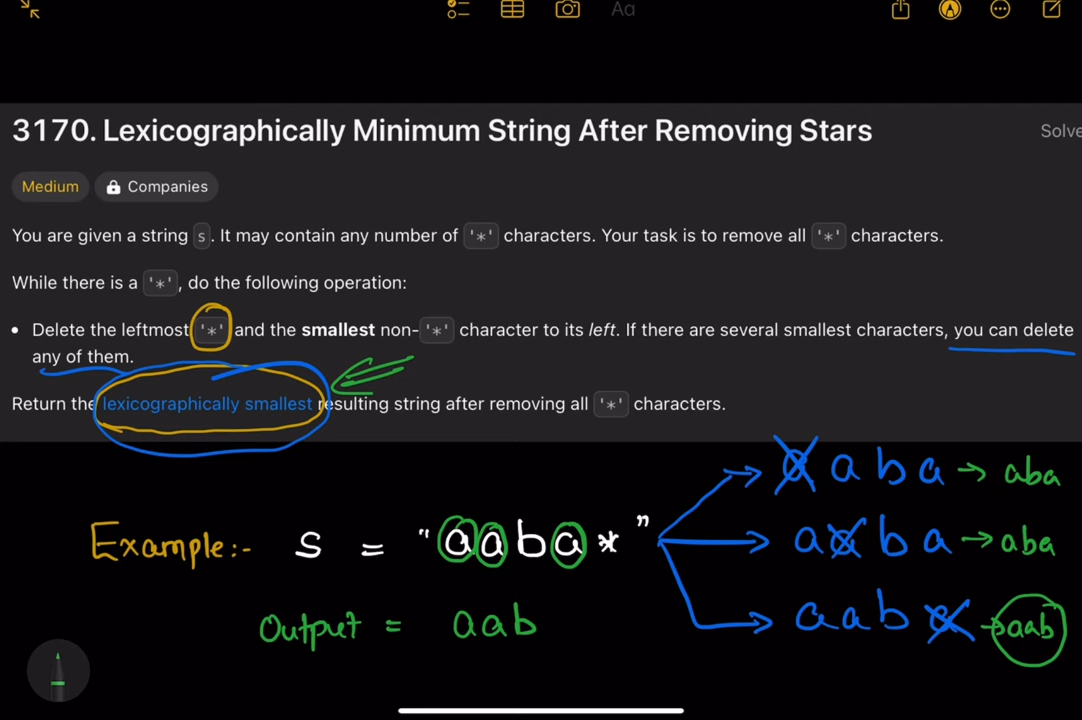 Aa
3170. Lexicographically Minimum String After Removing Stars
Solve
Medium
Companies
You are given a string s. It may contain any number of '*' characters. Your task is to remove all '*' characters.
While there is a '*', do the following operation:
• Delete the leftmost '*' and the smallest non-'*' character to its left. If there are several smallest characters, you can delete
any of them.
Return the lexicographically smallest resulting string after removing all '*' characters.
Example:- s = "aaba*"
a a b a → aba
a a b a → aba
a a b a → aab
Output = aab